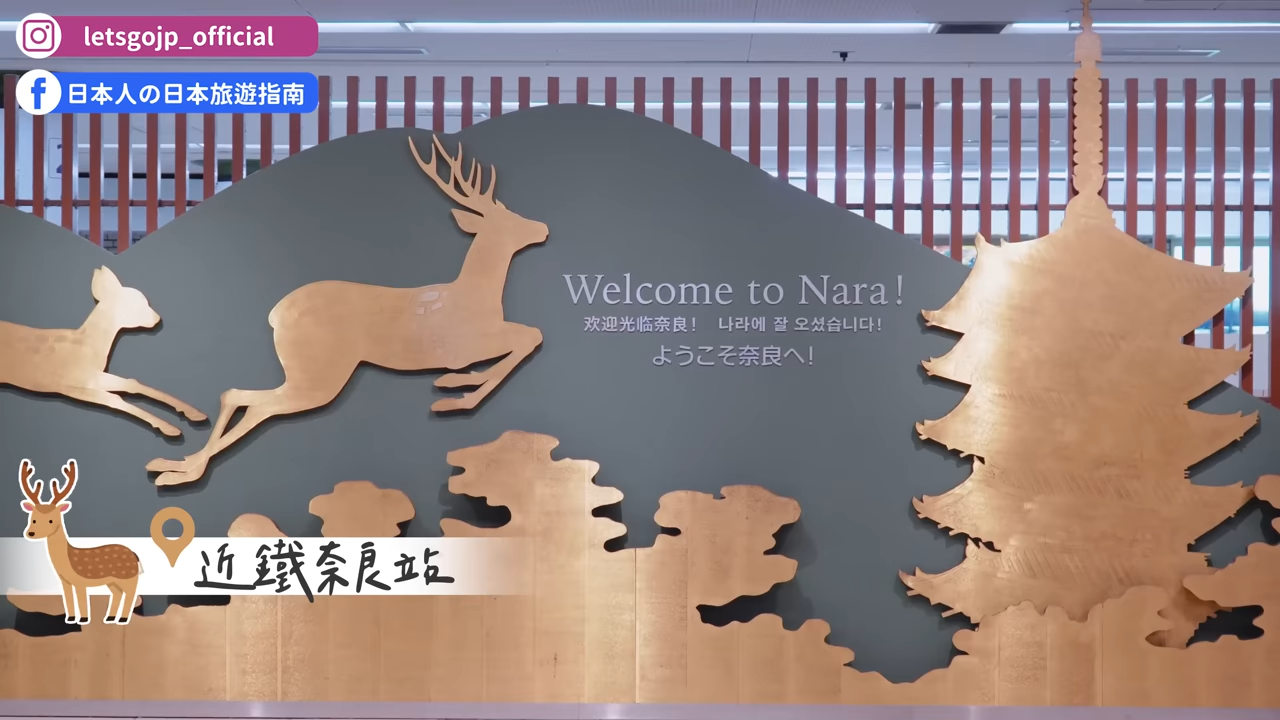 letsgojp_official
日本人の日本旅遊指南
Welcome to Nara!
欢迎光临奈良! 나라에 잘 오셨습니다!
ようこそ奈良へ!
近鐵奈良站